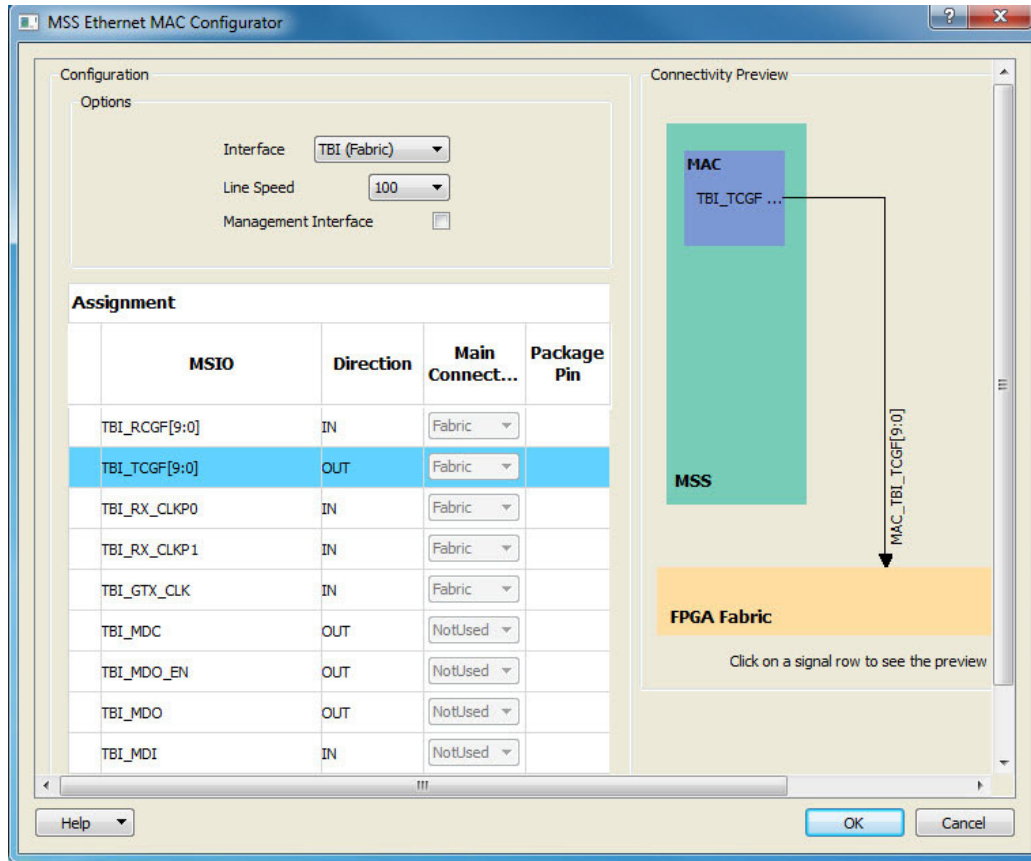 MSS Ethernet MAC Configurator
Configuration
Options
Interface TBI (Fabric)
Line Speed 100
Management Interface
Assignment
MSIO Direction Main Connect... Package Pin
TBI_RCGF[9:0] IN Fabric
TBI_TCGF[9:0] OUT Fabric
TBI_RX_CLKP0 IN Fabric
TBI_RX_CLKP1 IN Fabric
TBI_GTX_CLK IN Fabric
TBI_MDC OUT NotUsed
TBI_MDO_EN OUT NotUsed
TBI_MDO OUT NotUsed
TBI_MDI IN NotUsed
Connectivity Preview
MAC
TBI_TCGF ...
MSS
MAC_TBI_TCGF[9:0]
FPGA Fabric
Click on a signal row to see the preview
Help OK Cancel